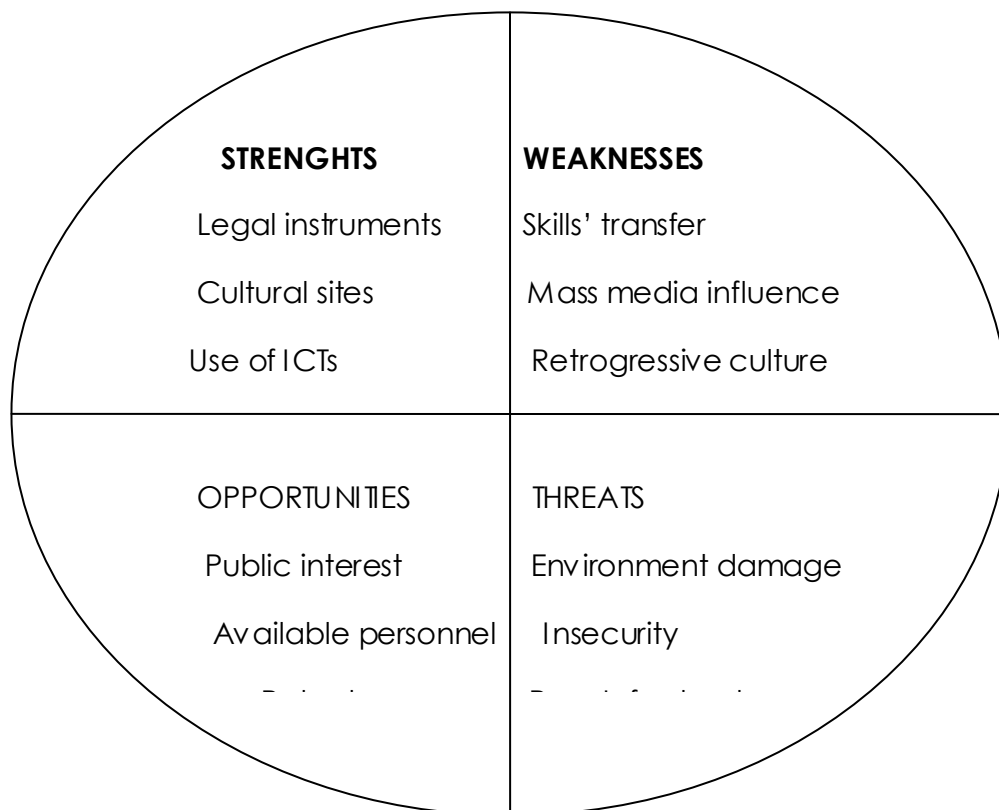 STRENGHTS
Legal instruments
Cultural sites
Use of ICTs
WEAKNESSES
Skills' transfer
Mass media influence
Retrogressive culture
OPPORTUNITIES
Public interest
Available personnel
THREATS
Environment damage
Insecurity